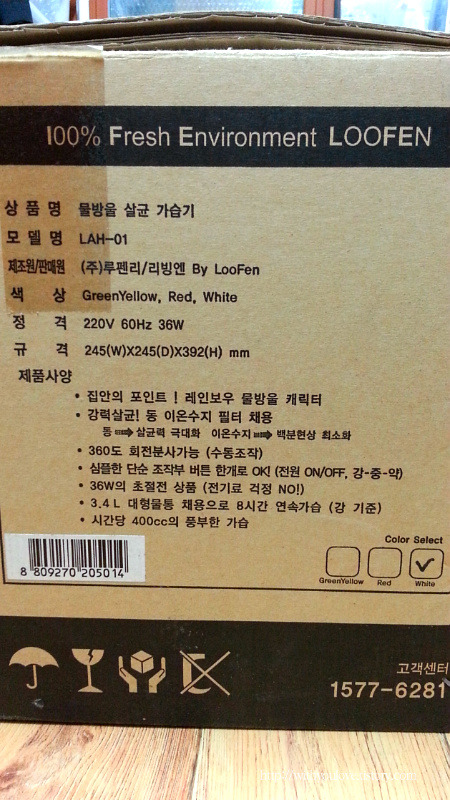 100% Fresh Environment LOOFEN
상 품 명 물방울 살균 가습기
모 델 명 LAH-01
제조원/판매원 (주)루펜리/리빙엔 By LooFen
색 상 GreenYellow, Red, White
정 격 220V 60Hz 36W
규 격 245(W)X245(D)X392(H) mm
제품사양
• 집안의 포인트 ! 레인보우 물방울 캐릭터
• 강력살균! 동 이온수지 필터 채용
동 ➡ 살균력 극대화 이온수지 ➡ 백분현상 최소화
• 360도 회전분사가능 (수동조작)
• 심플한 단순 조작부 버튼 한개로 OK! (전원 ON/OFF, 강-중-약)
• 36W의 초절전 상품 (전기료 걱정 NO!)
• 3.4 L 대형물통 채용으로 8시간 연속가습 (강 기준)
• 시간당 400cc의 풍부한 가습
Color Select
GreenYellow Red White
8 809270 205014
고객센터
1577-6281